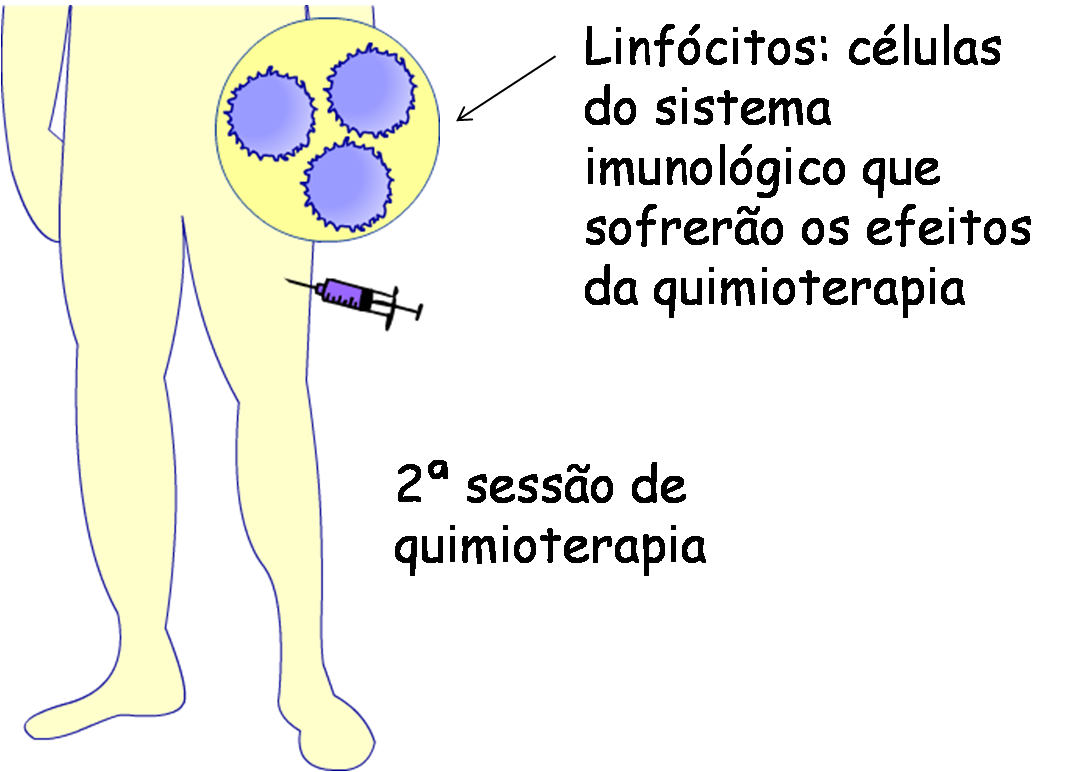 Linfócitos: células
do sistema
imunológico que
sofrerão os efeitos
da quimioterapia
2ª sessão de
quimioterapia